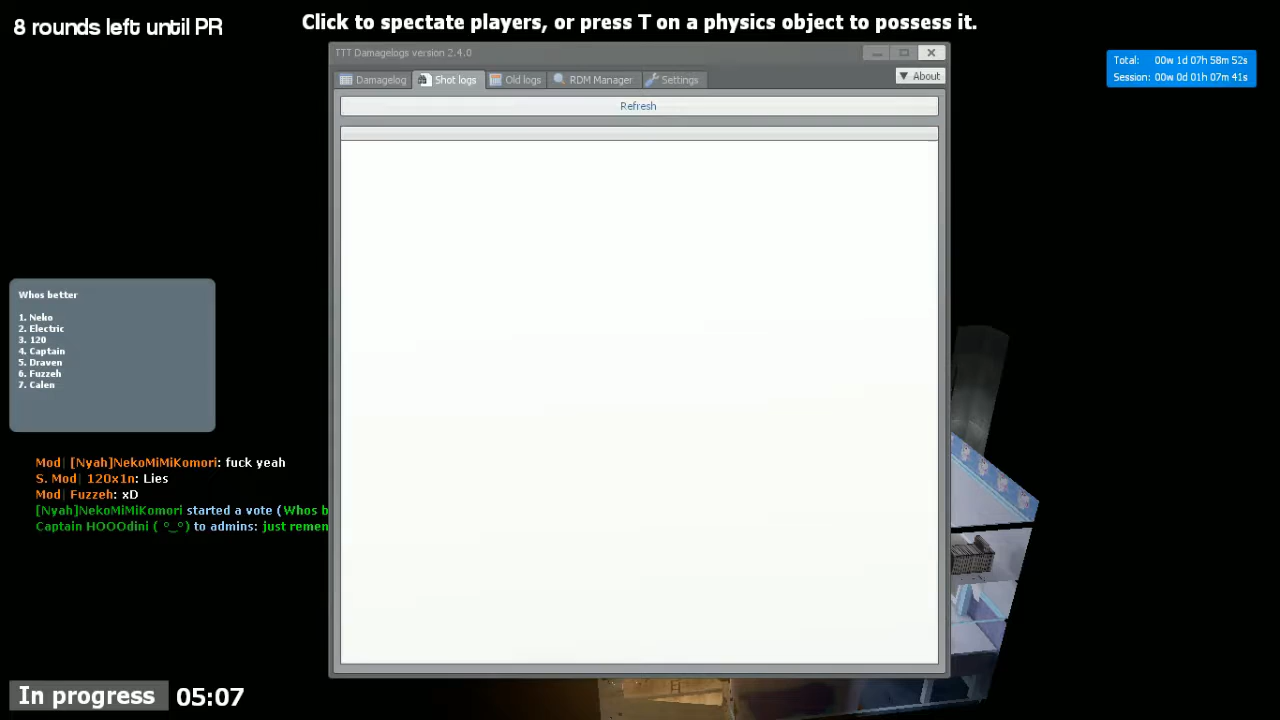 8 rounds left until PR
Click to spectate players, or press T on a physics object to possess it.
TTT Damagelogs version 2.4.0
Damagelog
Shot logs
Old logs
RDM Manager
Settings
About
Refresh
Total: 00w 1d 07h 58m 52s
Session: 00w 0d 01h 07m 41s
Whos better
1. Neko
2. Electric
3. 120
4. Captain
5. Draven
6. Fuzzeh
7. Calen
Mod| [Nyah]NekoMiMiKomori: fuck yeah
S. Mod| 120x1n: Lies
Mod| Fuzzeh: xD
[Nyah]NekoMiMiKomori started a vote (Whos b
Captain HOOOdini ( °‿° ) to admins: just remen
In progress 05:07